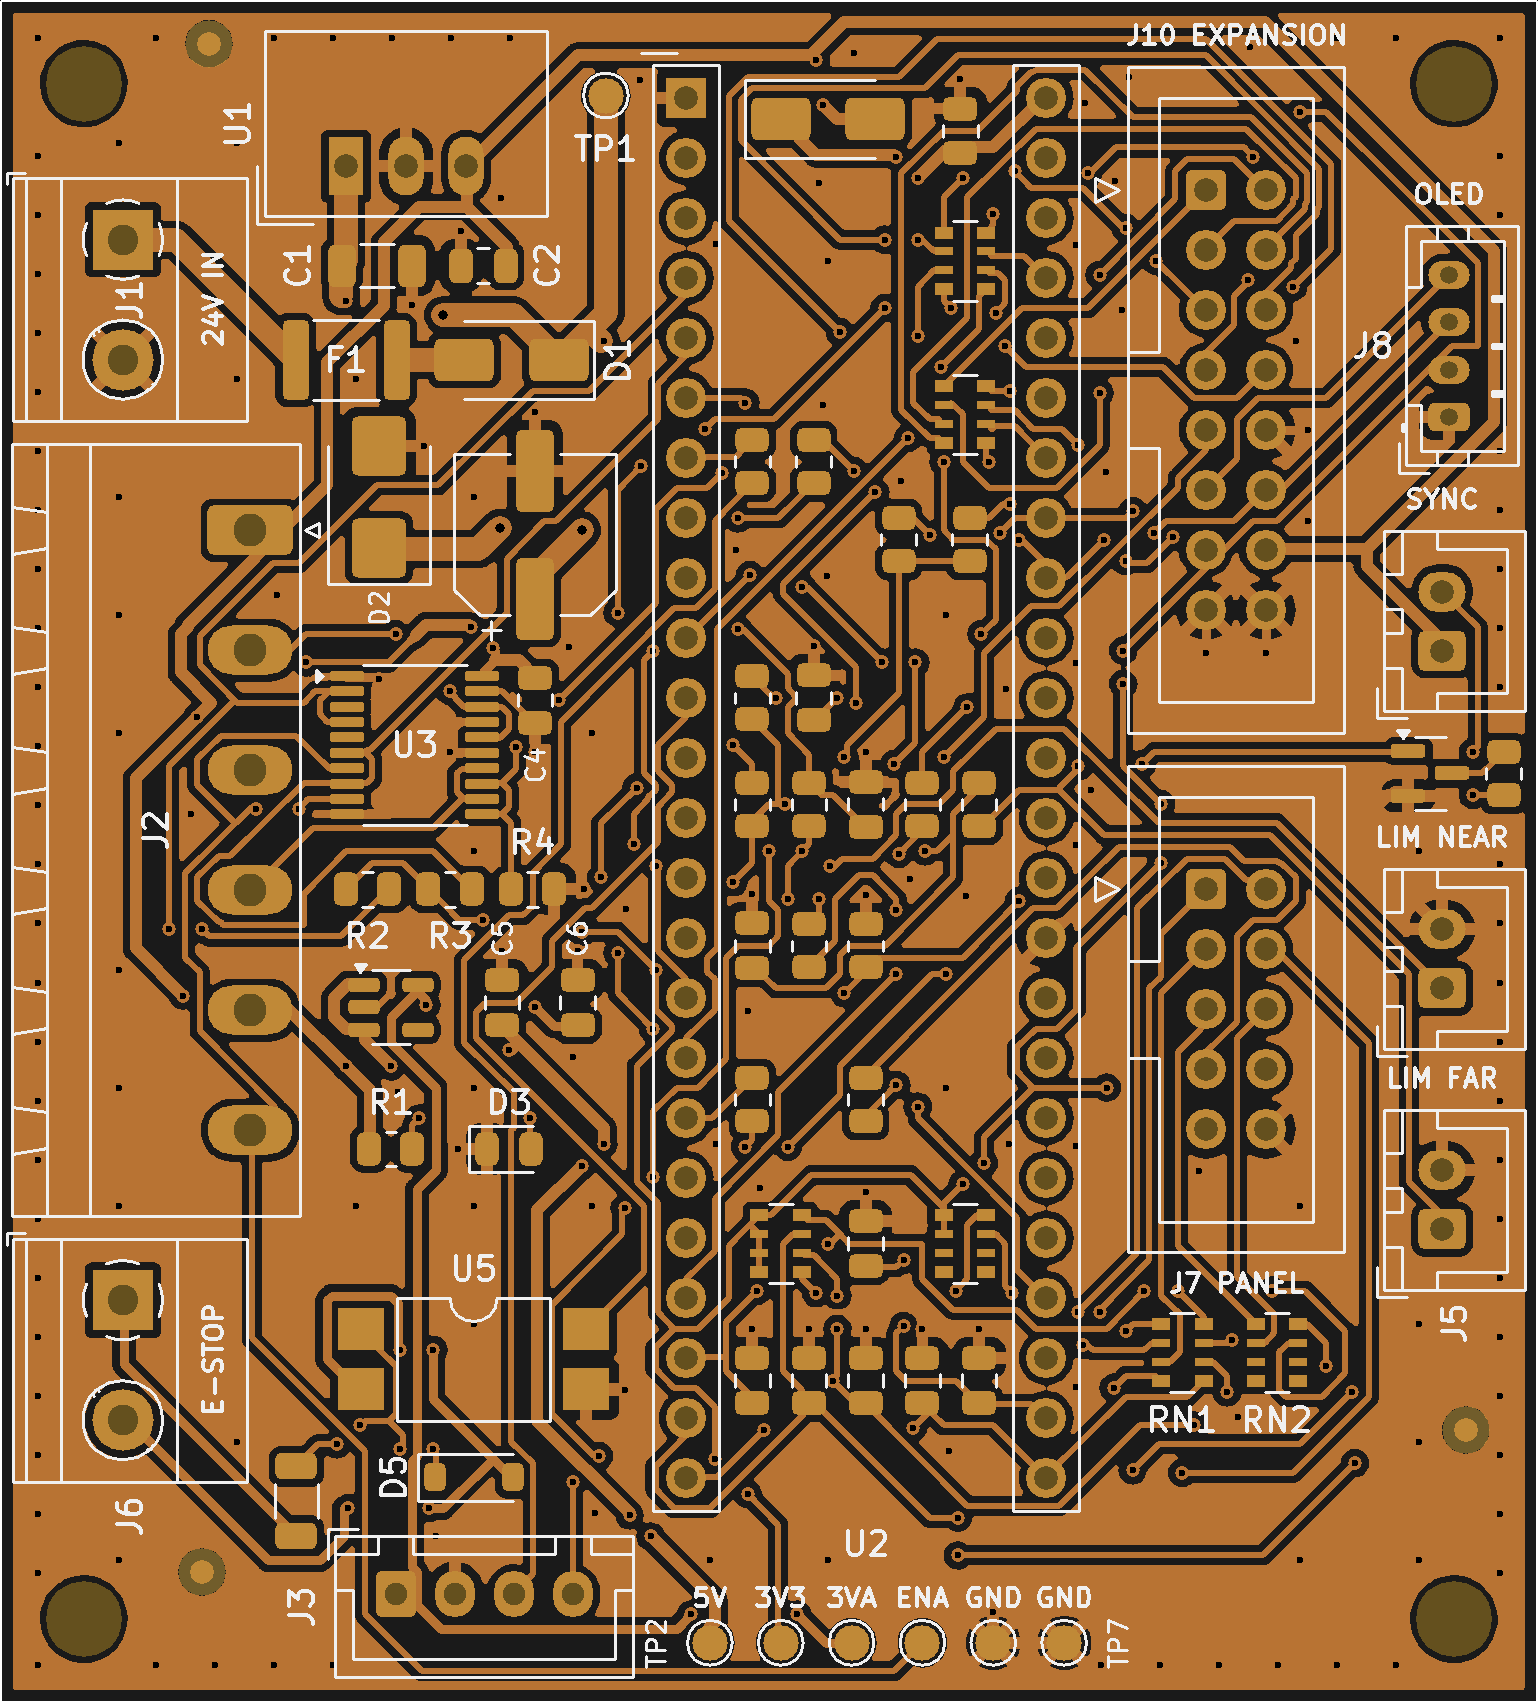 J10 EXPANSION
U1
TP1
OLED
J1
24V IN
C1
C2
J8
F1
D1
SYNC
D2
U3
C4
J2
R4
LIM NEAR
R2
R3
C5
C6
LIM FAR
R1
D3
U5
J7 PANEL
J5
E-STOP
RN1
RN2
D5
J6
U2
J3
5V
3V3
3VA
ENA
GND
GND
TP2
TP7